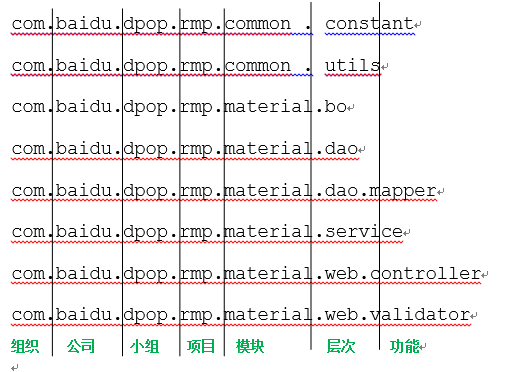 com.baidu.dpop.rmp.common . constant
com.baidu.dpop.rmp.common . utils
com.baidu.dpop.rmp.material.bo
com.baidu.dpop.rmp.material.dao
com.baidu.dpop.rmp.material.dao.mapper
com.baidu.dpop.rmp.material.service
com.baidu.dpop.rmp.material.web.controller
com.baidu.dpop.rmp.material.web.validator
组织 公司 小组 项目 模块 层次 功能